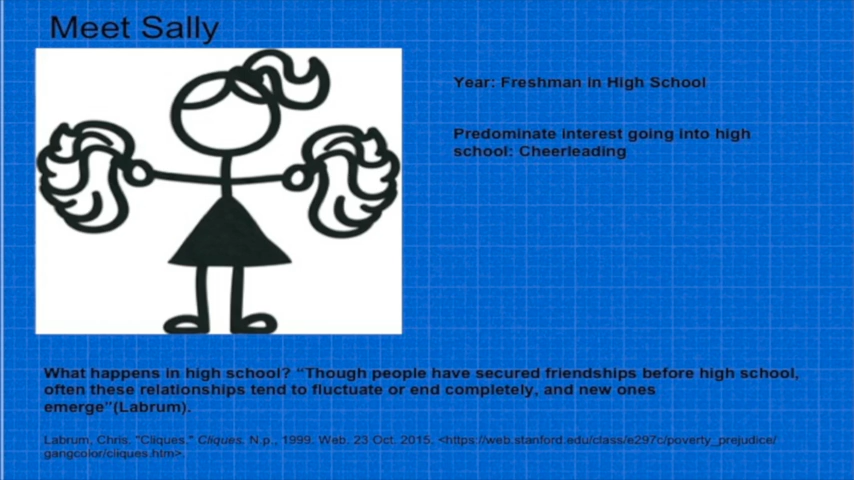 Meet Sally
Year: Freshman in High School
Predominate interest going into high
school: Cheerleading
What happens in high school? “Though people have secured friendships before high school,
often these relationships tend to fluctuate or end completely, and new ones
emerge”(Labrum).
Labrum, Chris. "Cliques." Cliques. N.p., 1999. Web. 23 Oct. 2015. <https://web.stanford.edu/class/e297c/poverty_prejudice/
gangcolor/cliques.htm>.